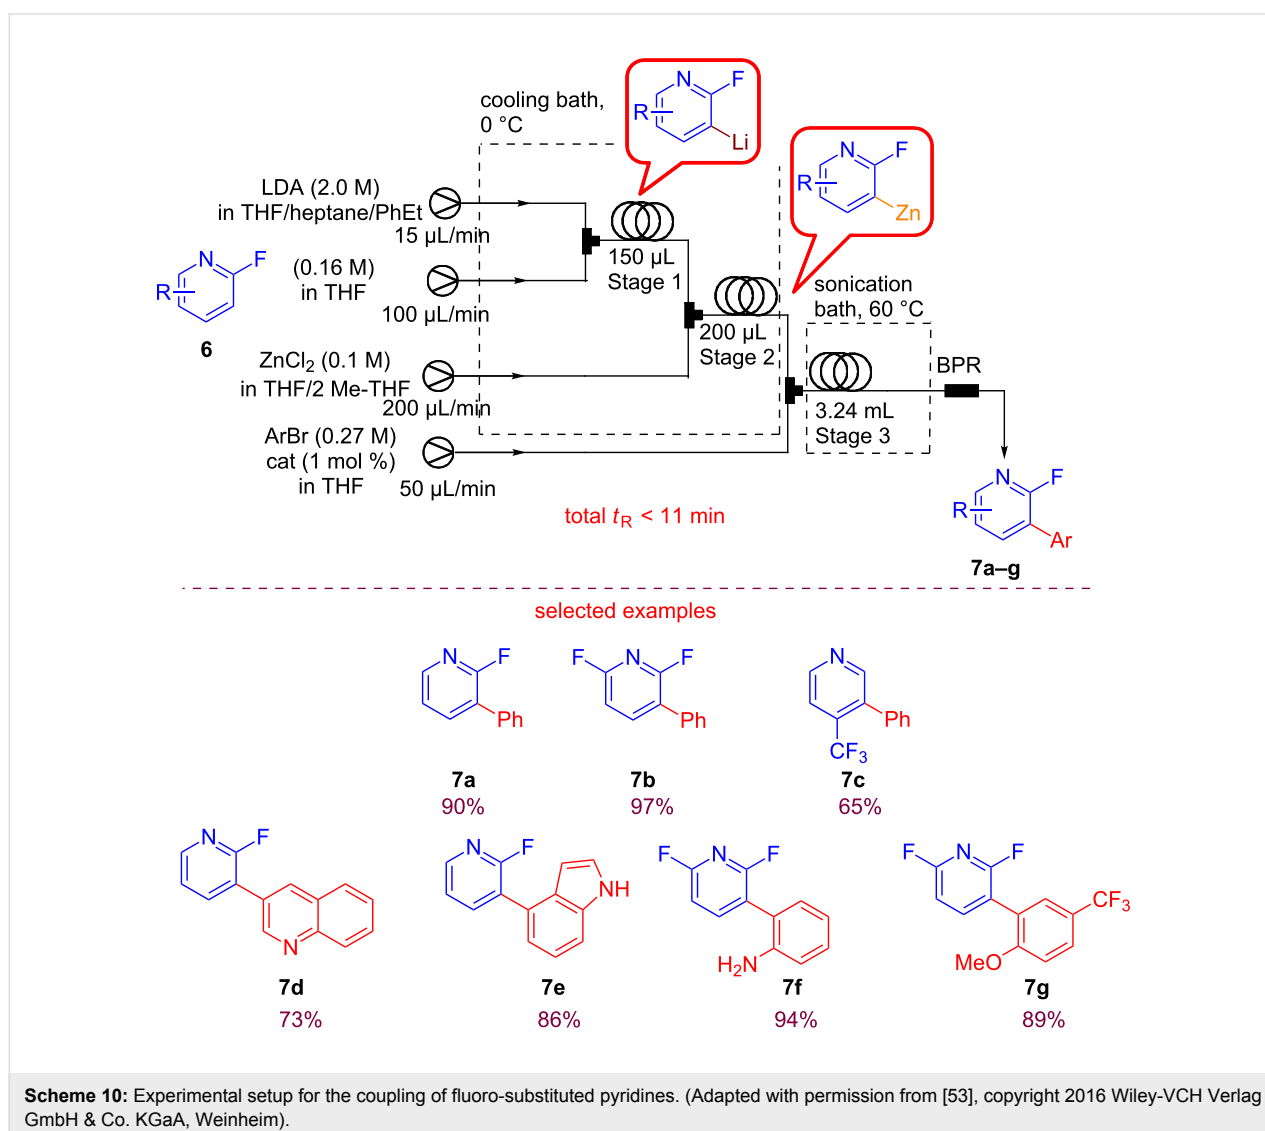 cooling bath,
0 °C
N F
R
Li
N F
R
Zn
LDA (2.0 M)
in THF/heptane/PhEt
15 µL/min
150 µL
Stage 1
N F
R
6
(0.16 M)
in THF
100 µL/min
200 µL
Stage 2
sonication
bath, 60 °C
ZnCl2 (0.1 M)
in THF/2 Me-THF
200 µL/min
3.24 mL
Stage 3
BPR
ArBr (0.27 M)
cat (1 mol %)
in THF
50 µL/min
total tR < 11 min
N F
R
Ar
7a–g
selected examples
N F
Ph
7a
90%
F N F
Ph
7b
97%
N
Ph
CF3
7c
65%
N F
N
7d
73%
N F
NH
7e
86%
F N F
H2N
7f
94%
F N F
CF3
MeO
7g
89%
Scheme 10: Experimental setup for the coupling of fluoro-substituted pyridines. (Adapted with permission from [53], copyright 2016 Wiley-VCH Verlag
GmbH & Co. KGaA, Weinheim).